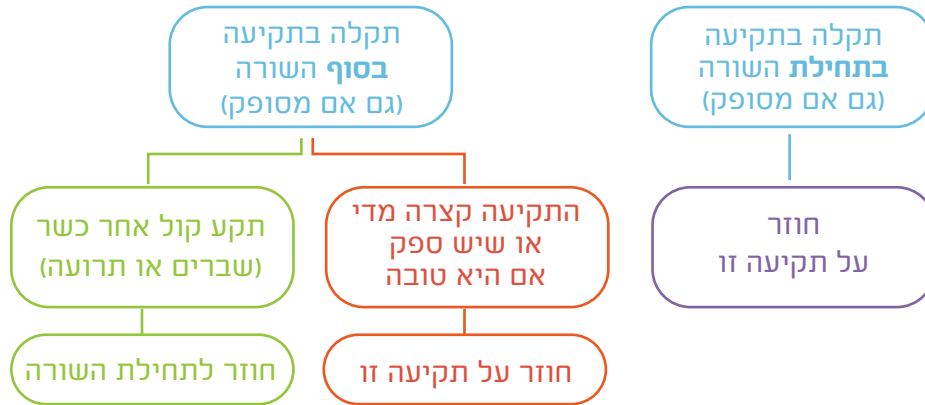 תקלה בתקיעה
בתחילת השורה
(גם אם מסופק)
חוזר
על תקיעה זו
תקלה בתקיעה
בסוף השורה
(גם אם מסופק)
התקיעה קצרה מדי
או שיש ספק
אם היא טובה
חוזר על תקיעה זו
תקע קול אחר כשר
(שברים או תרועה)
חוזר לתחילת השורה